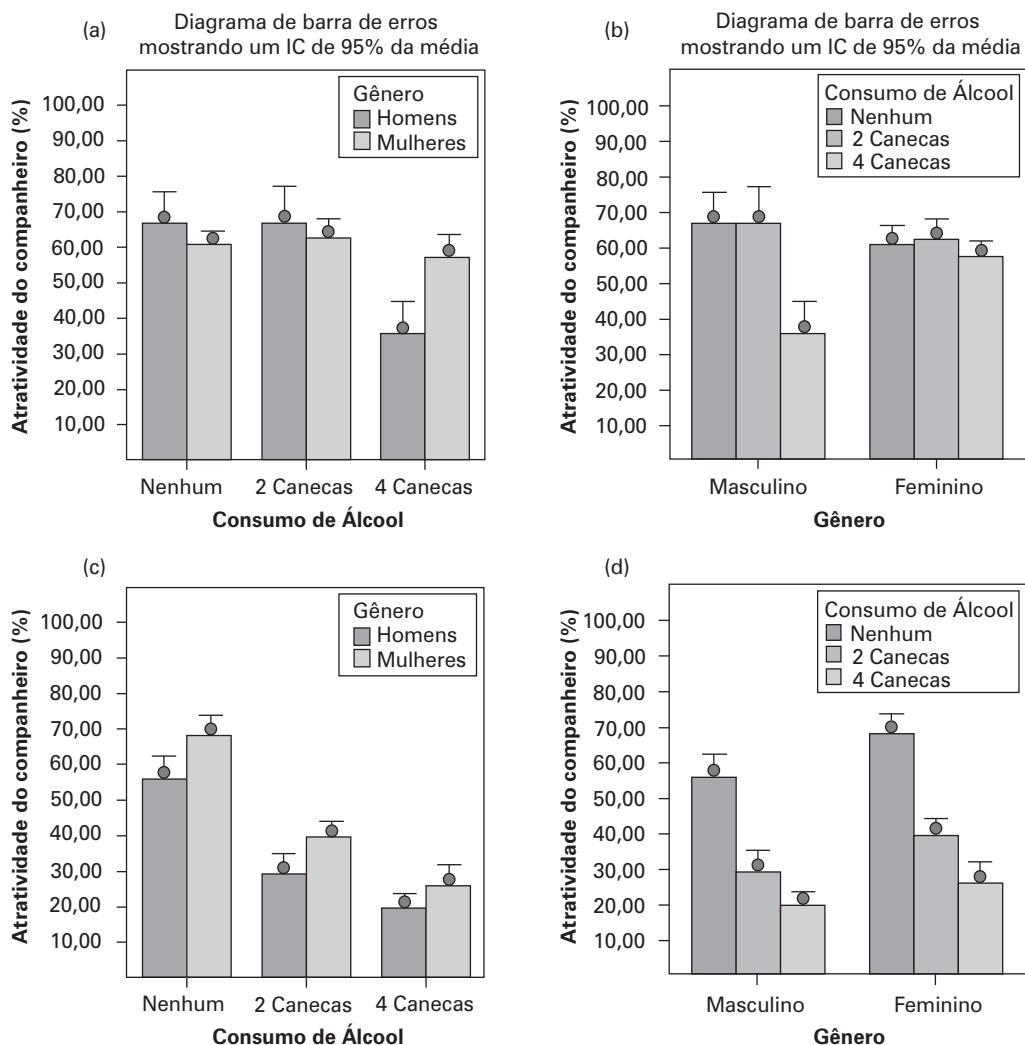 (a)
Diagrama de barra de erros
mostrando um IC de 95% da média
Atratividade do companheiro (%)
100,00
90,00
80,00
70,00
60,00
50,00
40,00
30,00
20,00
10,00
Gênero
Homens
Mulheres
Nenhum
2 Canecas
4 Canecas
Consumo de Álcool
(b)
Diagrama de barra de erros
mostrando um IC de 95% da média
Atratividade do companheiro (%)
100,00
90,00
80,00
70,00
60,00
50,00
40,00
30,00
20,00
10,00
Consumo de Álcool
Nenhum
2 Canecas
4 Canecas
Masculino
Feminino
Gênero
(c)
Atratividade do companheiro (%)
100,00
90,00
80,00
70,00
60,00
50,00
40,00
30,00
20,00
10,00
Gênero
Homens
Mulheres
Nenhum
2 Canecas
4 Canecas
Consumo de Álcool
(d)
Atratividade do companheiro (%)
100,00
90,00
80,00
70,00
60,00
50,00
40,00
30,00
20,00
10,00
Consumo de Álcool
Nenhum
2 Canecas
4 Canecas
Masculino
Feminino
Gênero